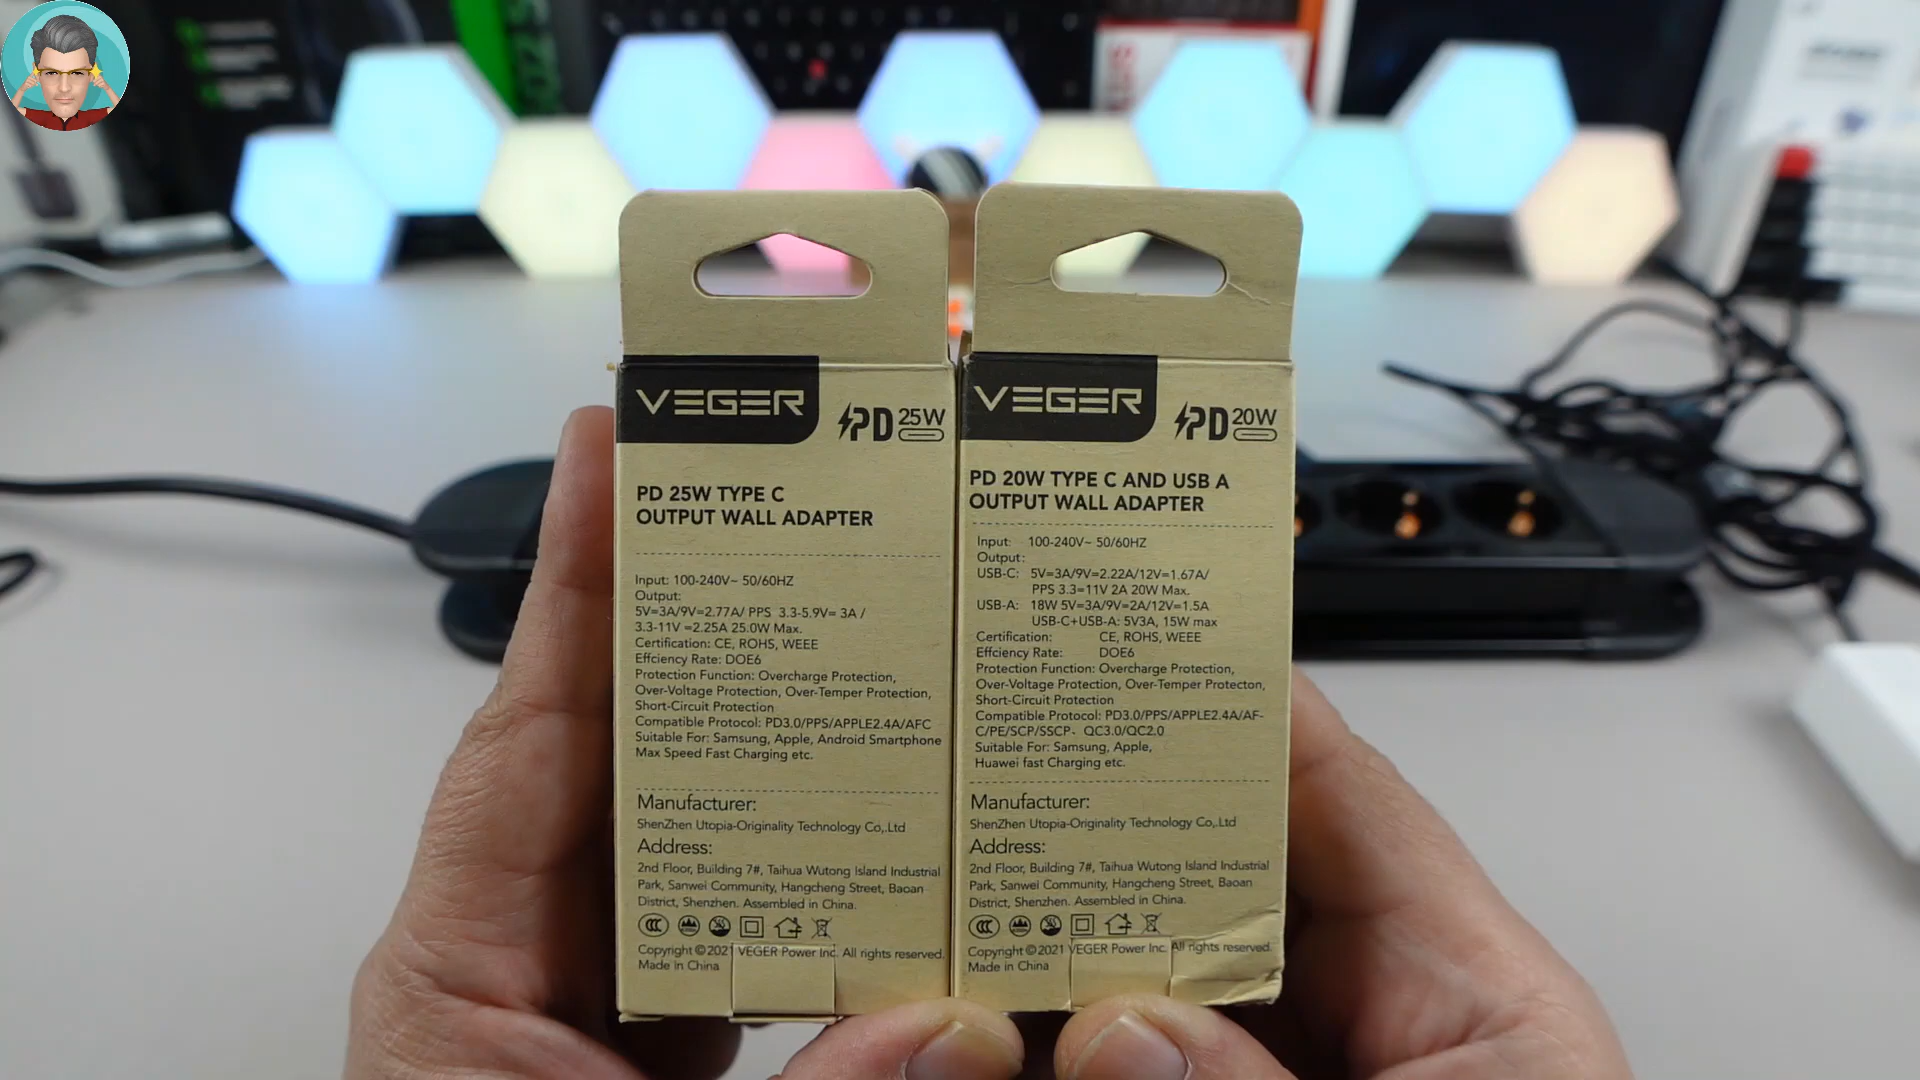 VEGER
PD 25W
PD 25W TYPE C
OUTPUT WALL ADAPTER
Input: 100-240V~ 50/60HZ
Output:
5V=3A/9V=2.77A/ PPS 3.3-5.9V= 3A /
3.3-11V =2.25A 25.0W Max.
Certification: CE, ROHS, WEEE
Effciency Rate: DOE6
Protection Function: Overcharge Protection,
Over-Voltage Protection, Over-Temper Protection,
Short-Circuit Protection
Compatible Protocol: PD3.0/PPS/APPLE2.4A/AFC
Suitable For: Samsung, Apple, Android Smartphone
Max Speed Fast Charging etc.
Manufacturer:
ShenZhen Utopia-Originality Technology Co,.Ltd
Address:
2nd Floor, Building 7#, Taihua Wutong Island Industrial
Park, Sanwei Community, Hangcheng Street, Baoan
District, Shenzhen. Assembled in China.
Copyright © 2021 VEGER Power Inc. All rights reserved.
Made in China
VEGER
PD 20W
PD 20W TYPE C AND USB A
OUTPUT WALL ADAPTER
Input: 100-240V~ 50/60HZ
Output:
USB-C: 5V=3A/9V=2.22A/12V=1.67A/
PPS 3.3=11V 2A 20W Max.
USB-A: 18W 5V=3A/9V=2A/12V=1.5A
USB-C+USB-A: 5V3A, 15W max
Certification: CE, ROHS, WEEE
Effciency Rate: DOE6
Protection Function: Overcharge Protection,
Over-Voltage Protection, Over-Temper Protecton,
Short-Circuit Protection
Compatible Protocol: PD3.0/PPS/APPLE2.4A/AF-
C/PE/SCP/SSCP、QC3.0/QC2.0
Suitable For: Samsung, Apple,
Huawei fast Charging etc.
Manufacturer:
ShenZhen Utopia-Originality Technology Co,.Ltd
Address:
2nd Floor, Building 7#, Taihua Wutong Island Industrial
Park, Sanwei Community, Hangcheng Street, Baoan
District, Shenzhen. Assembled in China.
Copyright © 2021 VEGER Power Inc. All rights reserved.
Made in China